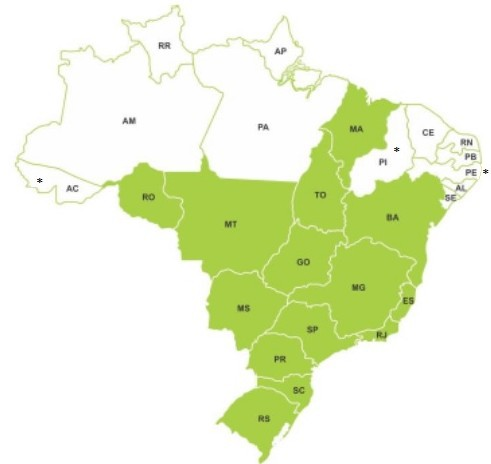 RR
AP
AM
PA
MA
CE
RN
PB
PI
*
PE
*
*
AC
AL
SE
RO
TO
BA
MT
GO
MG
ES
MS
SP
RJ
PR
SC
RS